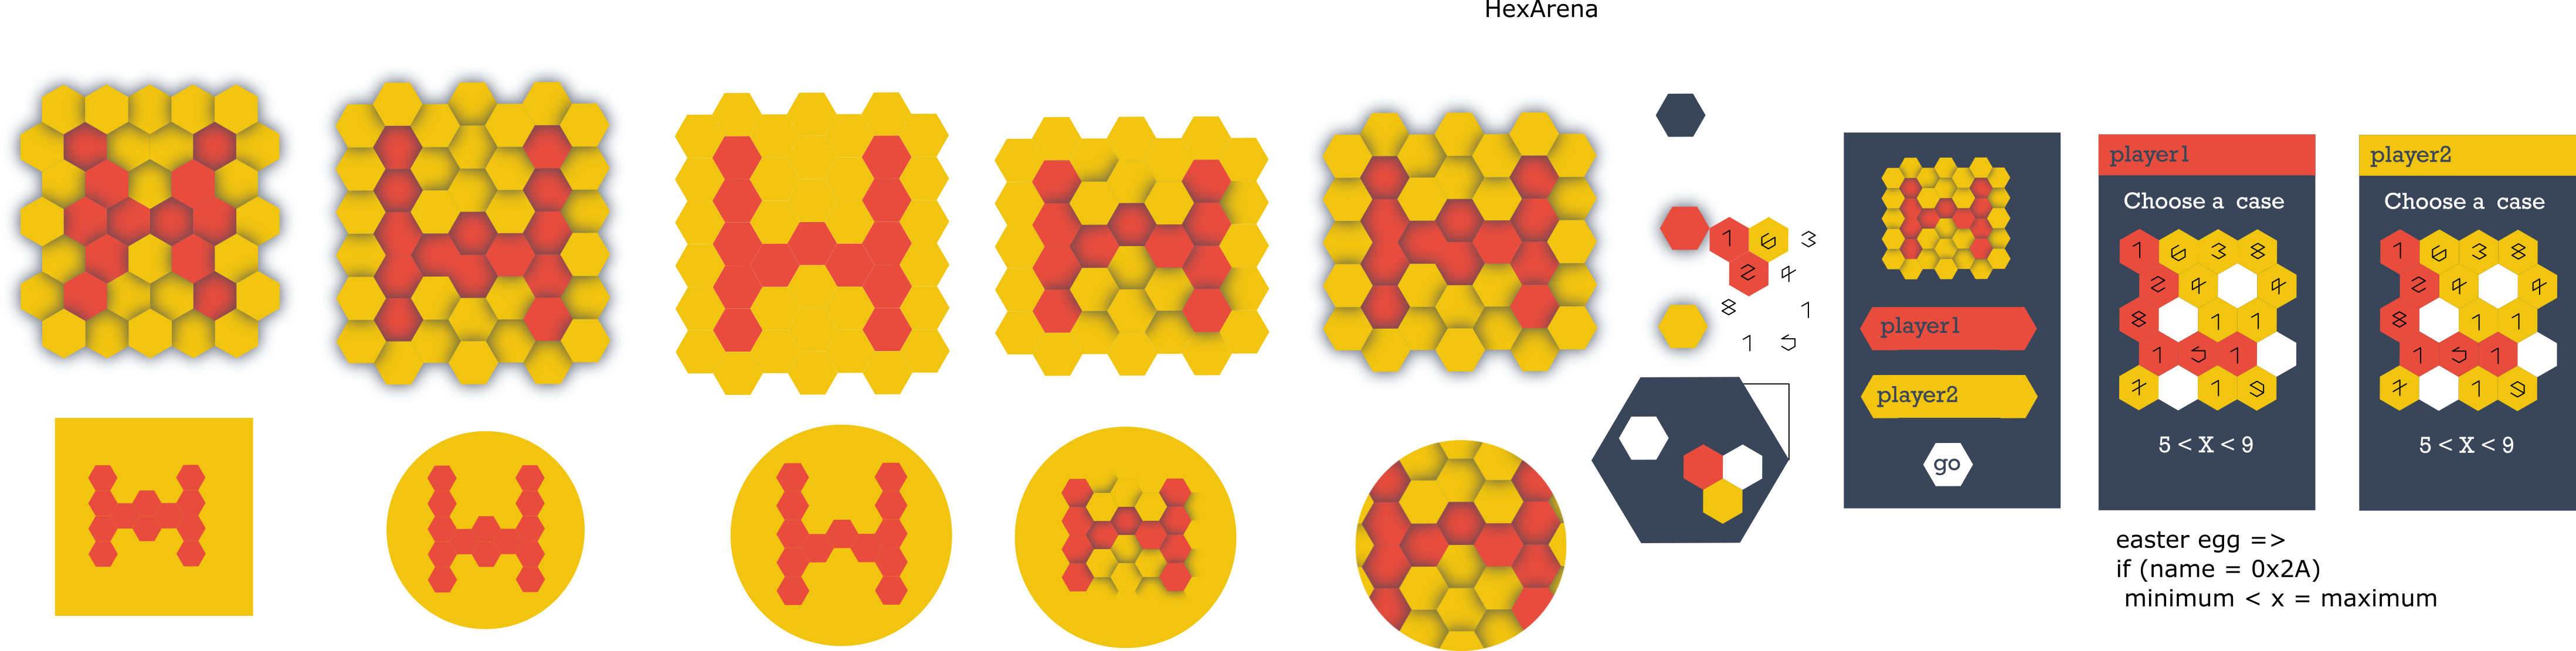 HexArena
1 6 3
2 4
8 1
1 5
player1
player2
go
player1
Choose a case
1 6 3 8
2 4 4
8 1 1
1 5 1
7 1 9
5 < X < 9
player2
Choose a case
1 6 3 8
2 4 4
8 1 1
1 5 1
7 1 9
5 < X < 9
easter egg =>
if (name = 0x2A)
minimum < x = maximum